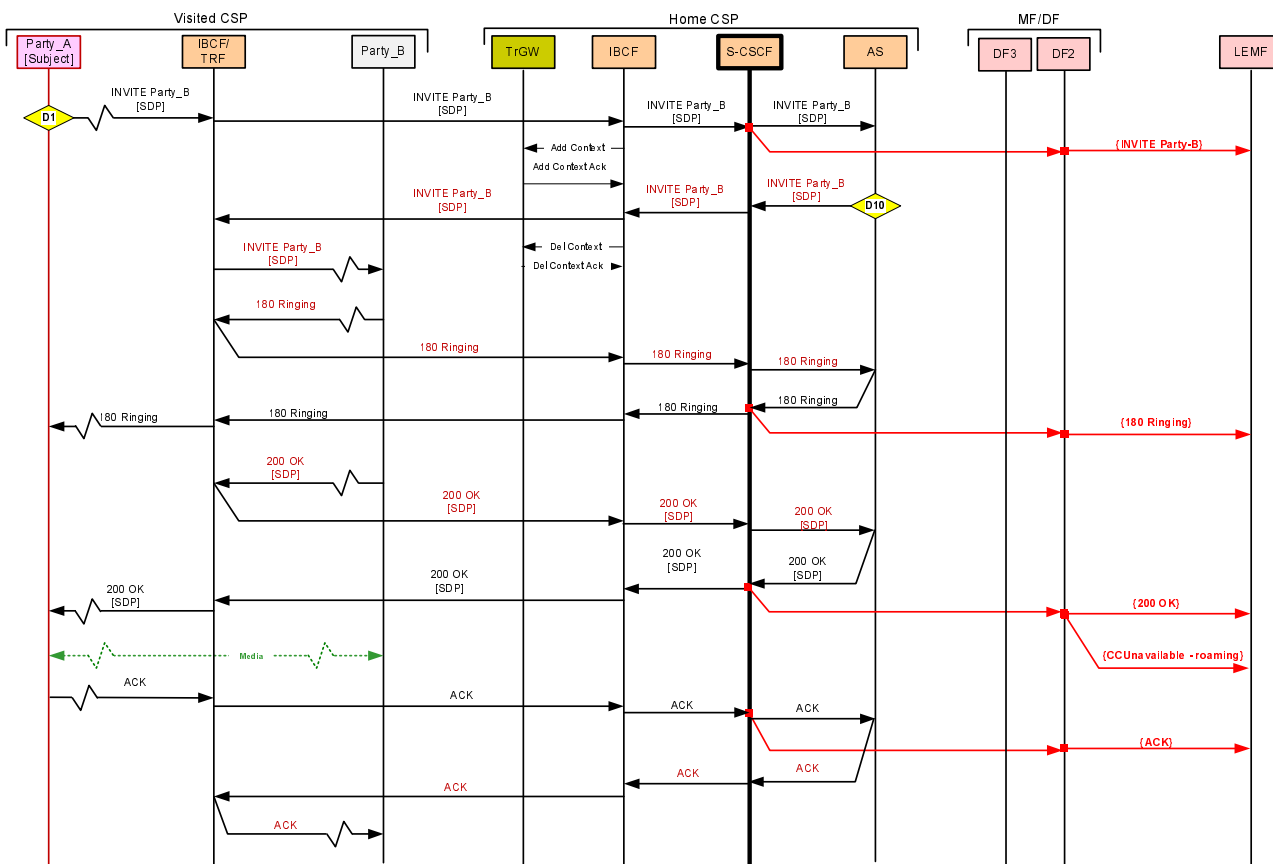 Visited CSP
Home CSP
MF/DF
Party_A
[Subject]
IBCF/
TRF
Party_B
TrGW
IBCF
S-CSCF
AS
DF3
DF2
LEMF
D1
INVITE Party_B
[SDP]
INVITE Party_B
[SDP]
INVITE Party_B
[SDP]
INVITE Party_B
[SDP]
{INVITE Party-B}
Add Context
Add Context Ack
INVITE Party_B
[SDP]
INVITE Party_B
[SDP]
INVITE Party_B
[SDP]
D10
INVITE Party_B
[SDP]
Del Context
Del Context Ack
180 Ringing
180 Ringing
180 Ringing
180 Ringing
180 Ringing
180 Ringing
180 Ringing
180 Ringing
{180 Ringing}
200 OK
[SDP]
200 OK
[SDP]
200 OK
[SDP]
200 OK
[SDP]
200 OK
[SDP]
200 OK
[SDP]
200 OK
[SDP]
200 OK
[SDP]
{200 OK}
Media
{CCUnavailable - roaming}
ACK
ACK
ACK
ACK
{ACK}
ACK
ACK
ACK
ACK